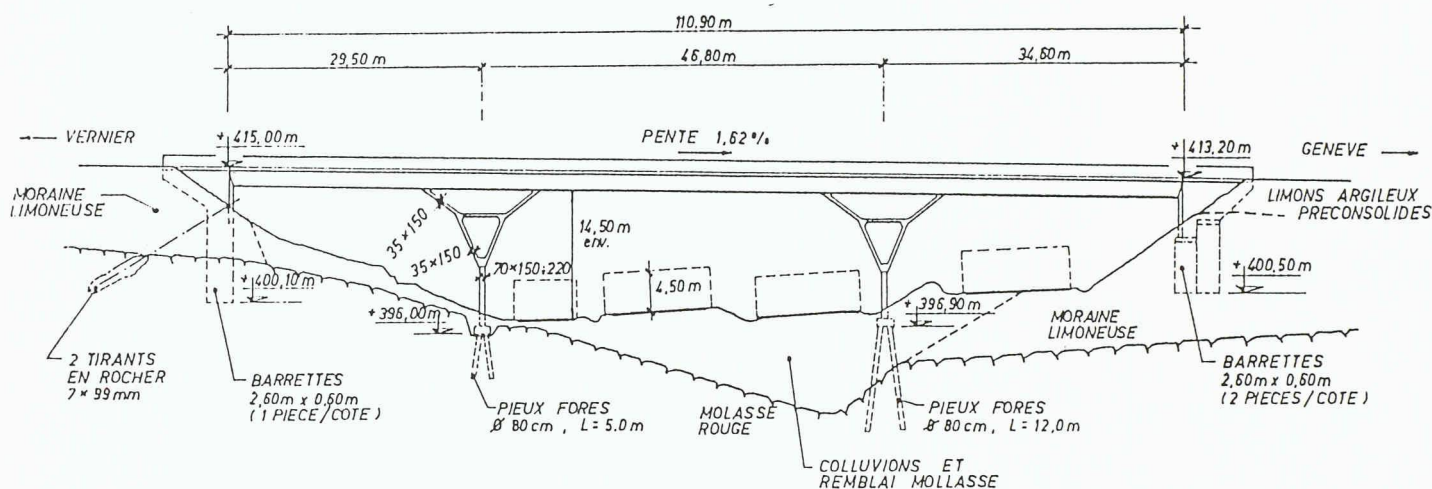 110,90 m
29,50 m
46,80 m
34,60 m
VERNIER
+ 415,00 m
PENTE 1,62 %
+ 413,20 m
GENEVE
MORAINE
LIMONEUSE
LIMONS ARGILEUX
PRECONSOLIDES
35 × 150
35 × 150
14,50 m
env.
70 × 150 ÷ 220
4,50 m
+ 400,10 m
+ 400,50 m
+ 396,00 m
+ 396,90 m
MORAINE
LIMONEUSE
2 TIRANTS
EN ROCHER
7 × 99 mm
BARRETTES
2,60 m x 0,60 m
( 1 PIECE / COTE )
PIEUX FORES
Ø 80 cm , L = 5.0 m
MOLASSE
ROUGE
PIEUX FORES
Ø 80 cm , L = 12,0 m
BARRETTES
2,60 m x 0,60 m
(2 PIECES / COTE )
COLLUVIONS ET
REMBLAI MOLLASSE